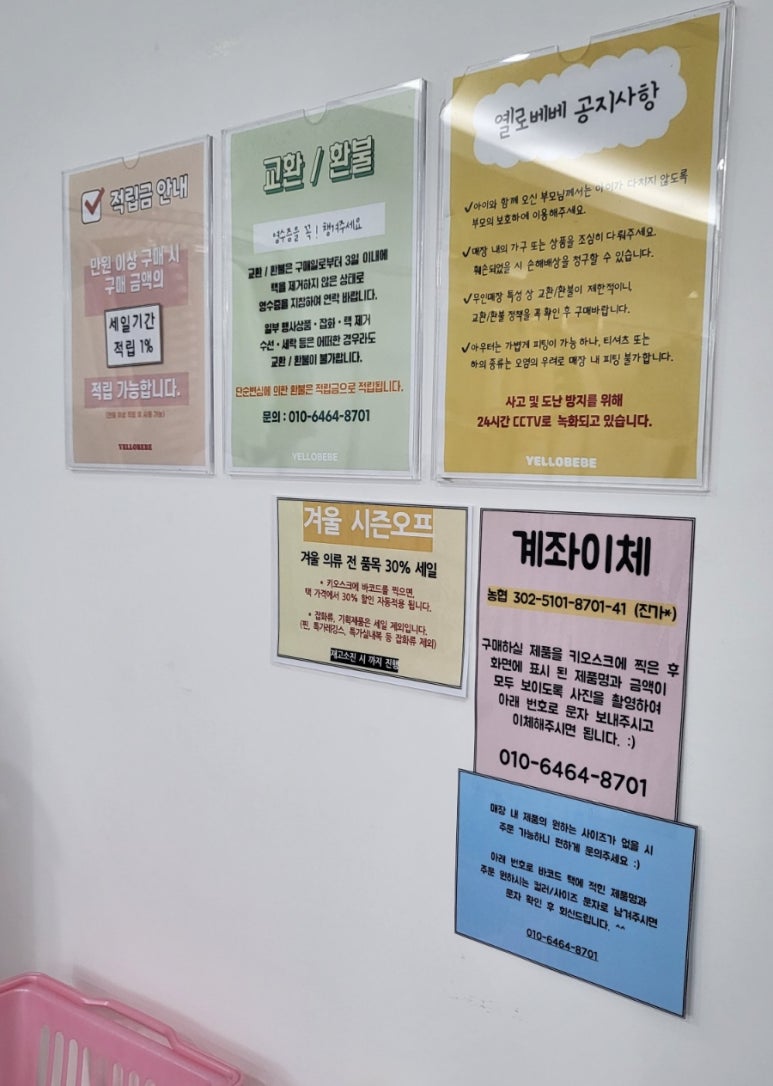 적립금 안내
만원 이상 구매 시
구매 금액의
세일기간
적립 1%
적립 가능합니다.
YELLOBEBE
교환 / 환불
영수증을 꼭! 챙겨주세요
교환 / 환불은 구매일로부터 3일 이내에
택을 제거하지 않은 상태로
영수증을 지참하여 연락 바랍니다.
일부 행사상품 · 잡화 · 택 제거
수선 · 세탁 등은 어떠한 경우라도
교환 / 환불이 불가합니다.
단순변심에 의한 환불은 적립금으로 적립됩니다.
문의 : 010-6464-8701
YELLOBEBE
옐로베베 공지사항
아이와 함께 오신 부모님께서는 아이가 다치지 않도록
부모의 보호하에 이용해주세요.
매장 내의 가구 또는 상품을 조심히 다뤄주세요.
훼손되었을 시 손해배상을 청구할 수 있습니다.
무인매장 특성 상 교환/환불이 제한적이니,
교환/환불 정책을 꼭 확인 후 구매바랍니다.
아우터는 가볍게 피팅이 가능 하나, 티셔츠 또는
하의 종류는 오염의 우려로 매장 내 피팅 불가합니다.
사고 및 도난 방지를 위해
24시간 CCTV로 녹화되고 있습니다.
YELLOBEBE
겨울 시즌오프
겨울 의류 전 품목 30% 세일
* 키오스크에 바코드를 찍으면,
택 가격에서 30% 할인 자동적용 됩니다.
* 잡화류, 기획제품은 세일 제외입니다.
(핀, 특가레깅스, 특가실내복 등 잡화류 제외)
재고소진 시 까지 진행
계좌이체
농협 302-5101-8701-41 (진가*)
구매하실 제품을 키오스크에 찍은 후
화면에 표시 된 제품명과 금액이
모두 보이도록 사진을 촬영하여
아래 번호로 문자 보내주시고
이체해주시면 됩니다. :)
010-6464-8701
매장 내 제품의 원하는 사이즈가 없을 시
주문 가능하니 편하게 문의주세요 :)
아래 번호로 바코드 택에 적힌 제품명과
주문 원하시는 컬러/사이즈 문자로 남겨주시면
문자 확인 후 회신드립니다. ^^
010-6464-8701